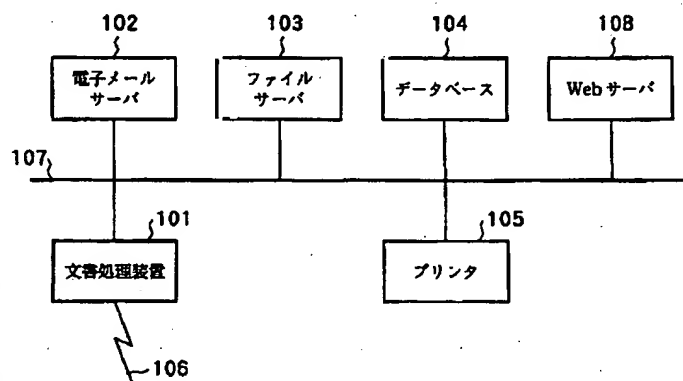 102
103
104
108
電子メール
サーバ
ファイル
サーバ
データベース
Webサーバ
107
101
105
文書処理装置
プリンタ
106